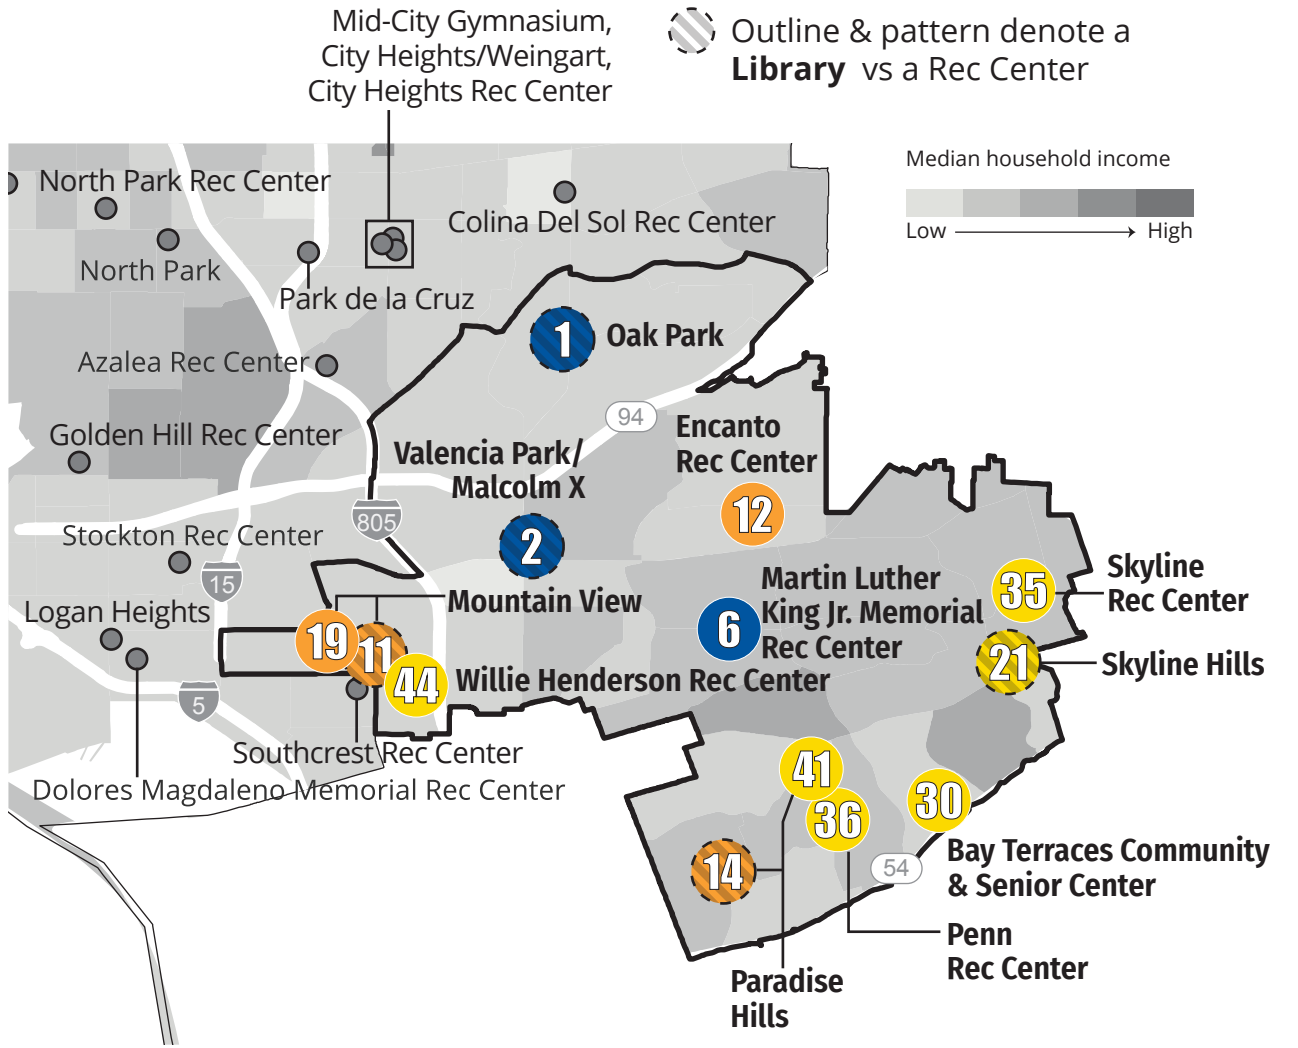 Mid-City Gymnasium,
City Heights/Weingart,
City Heights Rec Center
Outline & pattern denote a
Library vs a Rec Center
Median household income
Low
High
North Park Rec Center
Colina Del Sol Rec Center
North Park
Park de la Cruz
1
Oak Park
Azalea Rec Center
94
Encanto
Rec Center
Golden Hill Rec Center
Valencia Park/
Malcolm X
12
805
Stockton Rec Center
2
15
Martin Luther
King Jr. Memorial
Rec Center
6
35
Skyline
Rec Center
Logan Heights
Mountain View
19
11
21
Skyline Hills
44
Willie Henderson Rec Center
5
Southcrest Rec Center
Dolores Magdaleno Memorial Rec Center
41
36
30
14
54
Bay Terraces Community
& Senior Center
Penn
Rec Center
Paradise
Hills